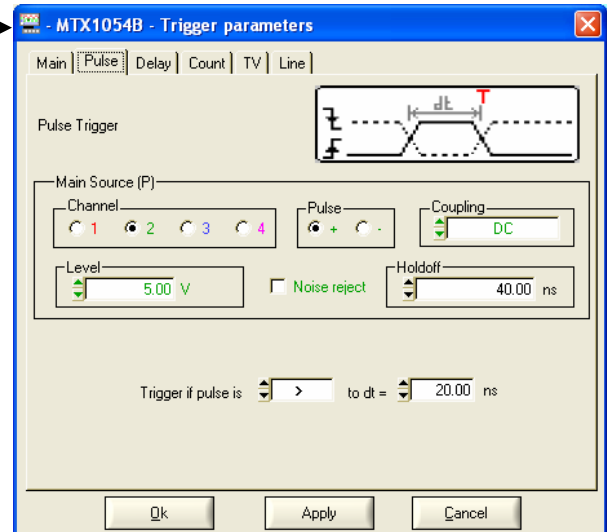 - MTX1054B - Trigger parameters
Main Pulse Delay Count TV Line
Pulse Trigger
dt T
Main Source (P)
Channel Pulse Coupling
1 2 3 4 + - DC
Level Holdoff
5.00 V Noise reject 40.00 ns
Trigger if pulse is > to dt = 20.00 ns
Ok Apply Cancel